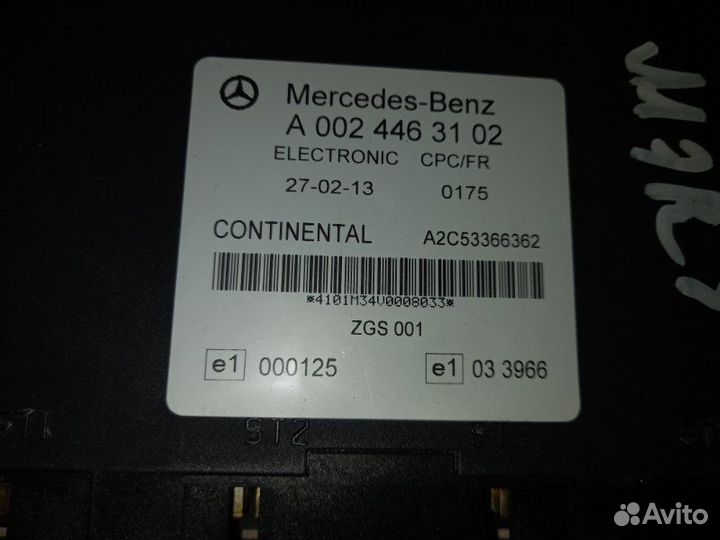 Mercedes-Benz
A 002 446 31 02
ELECTRONIC CPC/FR
27-02-13 0175
CONTINENTAL A2C53366362
*4101M34V0008033*
ZGS 001
e1 000125 e1 03 3966
ST2
Avito